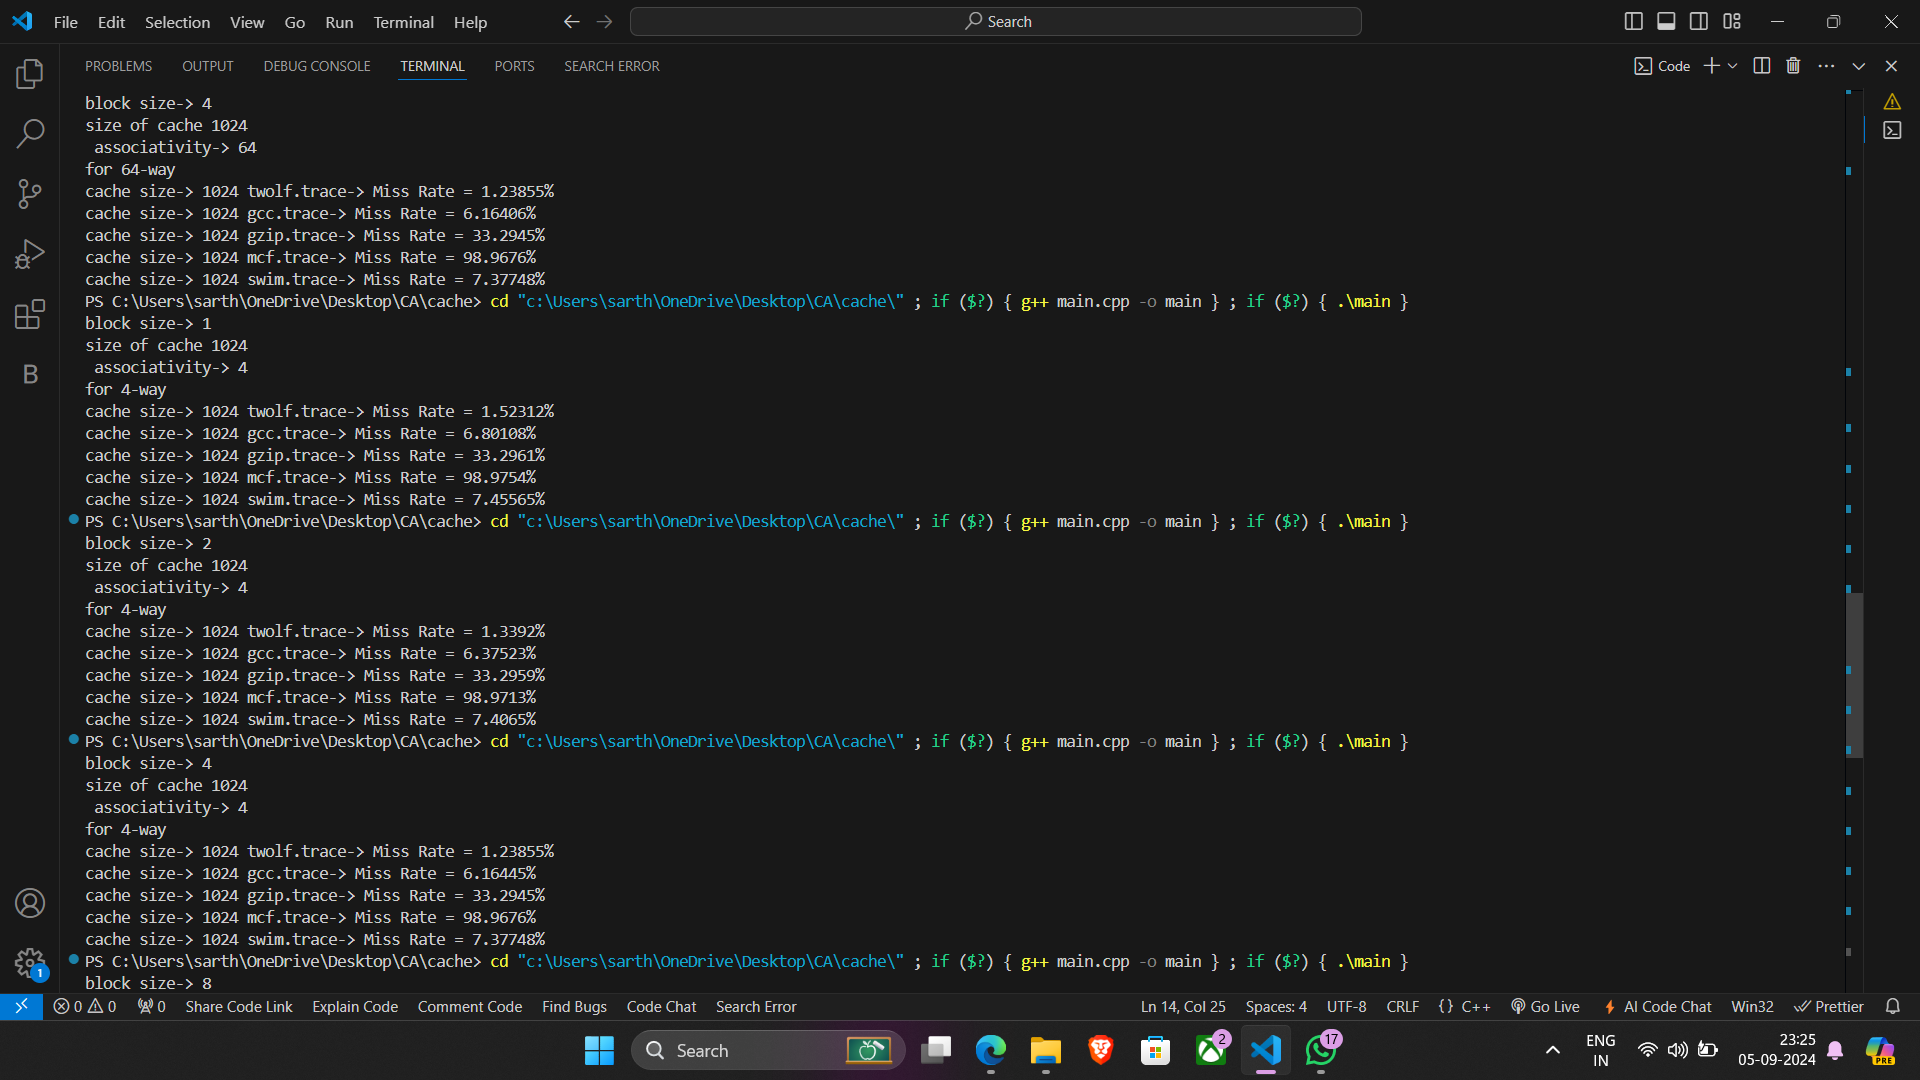 File Edit Selection View Go Run Terminal Help Search
PROBLEMS OUTPUT DEBUG CONSOLE TERMINAL PORTS SEARCH ERROR Code
block size-> 4
size of cache 1024
associativity-> 64
for 64-way
cache size-> 1024 twolf.trace-> Miss Rate = 1.23855%
cache size-> 1024 gcc.trace-> Miss Rate = 6.16406%
cache size-> 1024 gzip.trace-> Miss Rate = 33.2945%
cache size-> 1024 mcf.trace-> Miss Rate = 98.9676%
cache size-> 1024 swim.trace-> Miss Rate = 7.37748%
PS C:\Users\sarth\OneDrive\Desktop\CA\cache> cd "c:\Users\sarth\OneDrive\Desktop\CA\cache\" ; if ($?) { g++ main.cpp -o main } ; if ($?) { .\main }
block size-> 1
size of cache 1024
associativity-> 4
for 4-way
cache size-> 1024 twolf.trace-> Miss Rate = 1.52312%
cache size-> 1024 gcc.trace-> Miss Rate = 6.80108%
cache size-> 1024 gzip.trace-> Miss Rate = 33.2961%
cache size-> 1024 mcf.trace-> Miss Rate = 98.9754%
cache size-> 1024 swim.trace-> Miss Rate = 7.45565%
PS C:\Users\sarth\OneDrive\Desktop\CA\cache> cd "c:\Users\sarth\OneDrive\Desktop\CA\cache\" ; if ($?) { g++ main.cpp -o main } ; if ($?) { .\main }
block size-> 2
size of cache 1024
associativity-> 4
for 4-way
cache size-> 1024 twolf.trace-> Miss Rate = 1.3392%
cache size-> 1024 gcc.trace-> Miss Rate = 6.37523%
cache size-> 1024 gzip.trace-> Miss Rate = 33.2959%
cache size-> 1024 mcf.trace-> Miss Rate = 98.9713%
cache size-> 1024 swim.trace-> Miss Rate = 7.4065%
PS C:\Users\sarth\OneDrive\Desktop\CA\cache> cd "c:\Users\sarth\OneDrive\Desktop\CA\cache\" ; if ($?) { g++ main.cpp -o main } ; if ($?) { .\main }
block size-> 4
size of cache 1024
associativity-> 4
for 4-way
cache size-> 1024 twolf.trace-> Miss Rate = 1.23855%
cache size-> 1024 gcc.trace-> Miss Rate = 6.16445%
cache size-> 1024 gzip.trace-> Miss Rate = 33.2945%
cache size-> 1024 mcf.trace-> Miss Rate = 98.9676%
cache size-> 1024 swim.trace-> Miss Rate = 7.37748%
PS C:\Users\sarth\OneDrive\Desktop\CA\cache> cd "c:\Users\sarth\OneDrive\Desktop\CA\cache\" ; if ($?) { g++ main.cpp -o main } ; if ($?) { .\main }
block size-> 8
B
1
0 0 0 Share Code Link Explain Code Comment Code Find Bugs Code Chat Search Error Ln 14, Col 25 Spaces: 4 UTF-8 CRLF {} C++ Go Live AI Code Chat Win32 Prettier
Search 2 17 ENG IN 23:25 05-09-2024 PRE